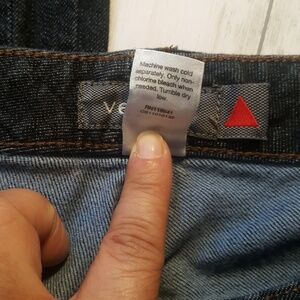 Machine wash cold
separately. Only non-
chlorine bleach when
needed. Tumble dry
low
ve